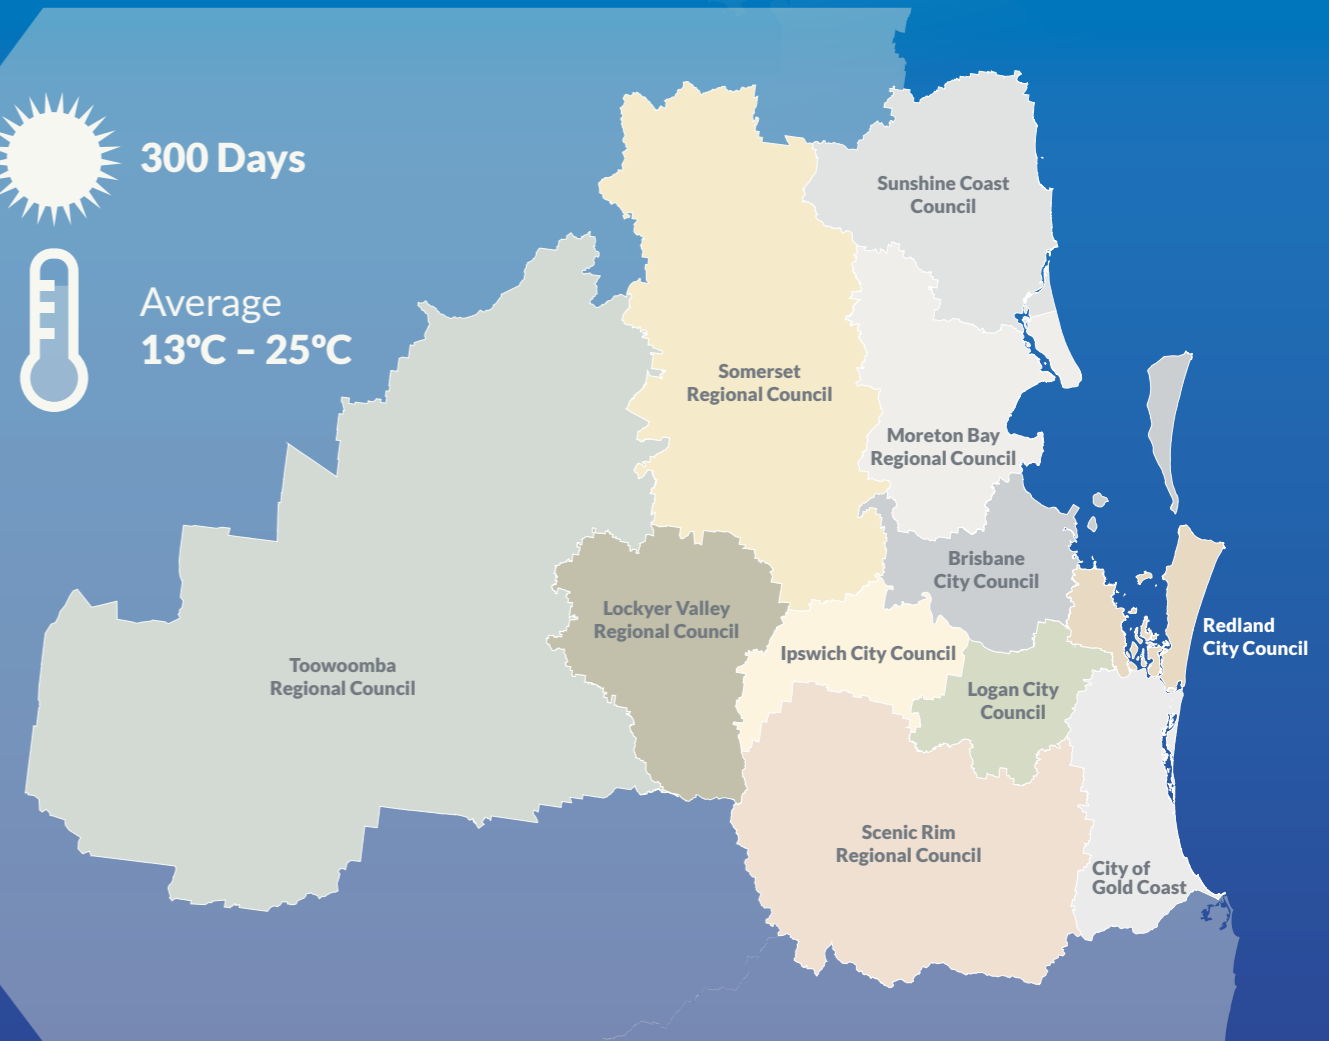 300 Days
Average
13°C – 25°C
Sunshine Coast
Council
Somerset
Regional Council
Moreton Bay
Regional Council
Brisbane
City Council
Lockyer Valley
Regional Council
Redland
City Council
Toowoomba
Regional Council
Ipswich City Council
Logan City
Council
Scenic Rim
Regional Council
City of
Gold Coast